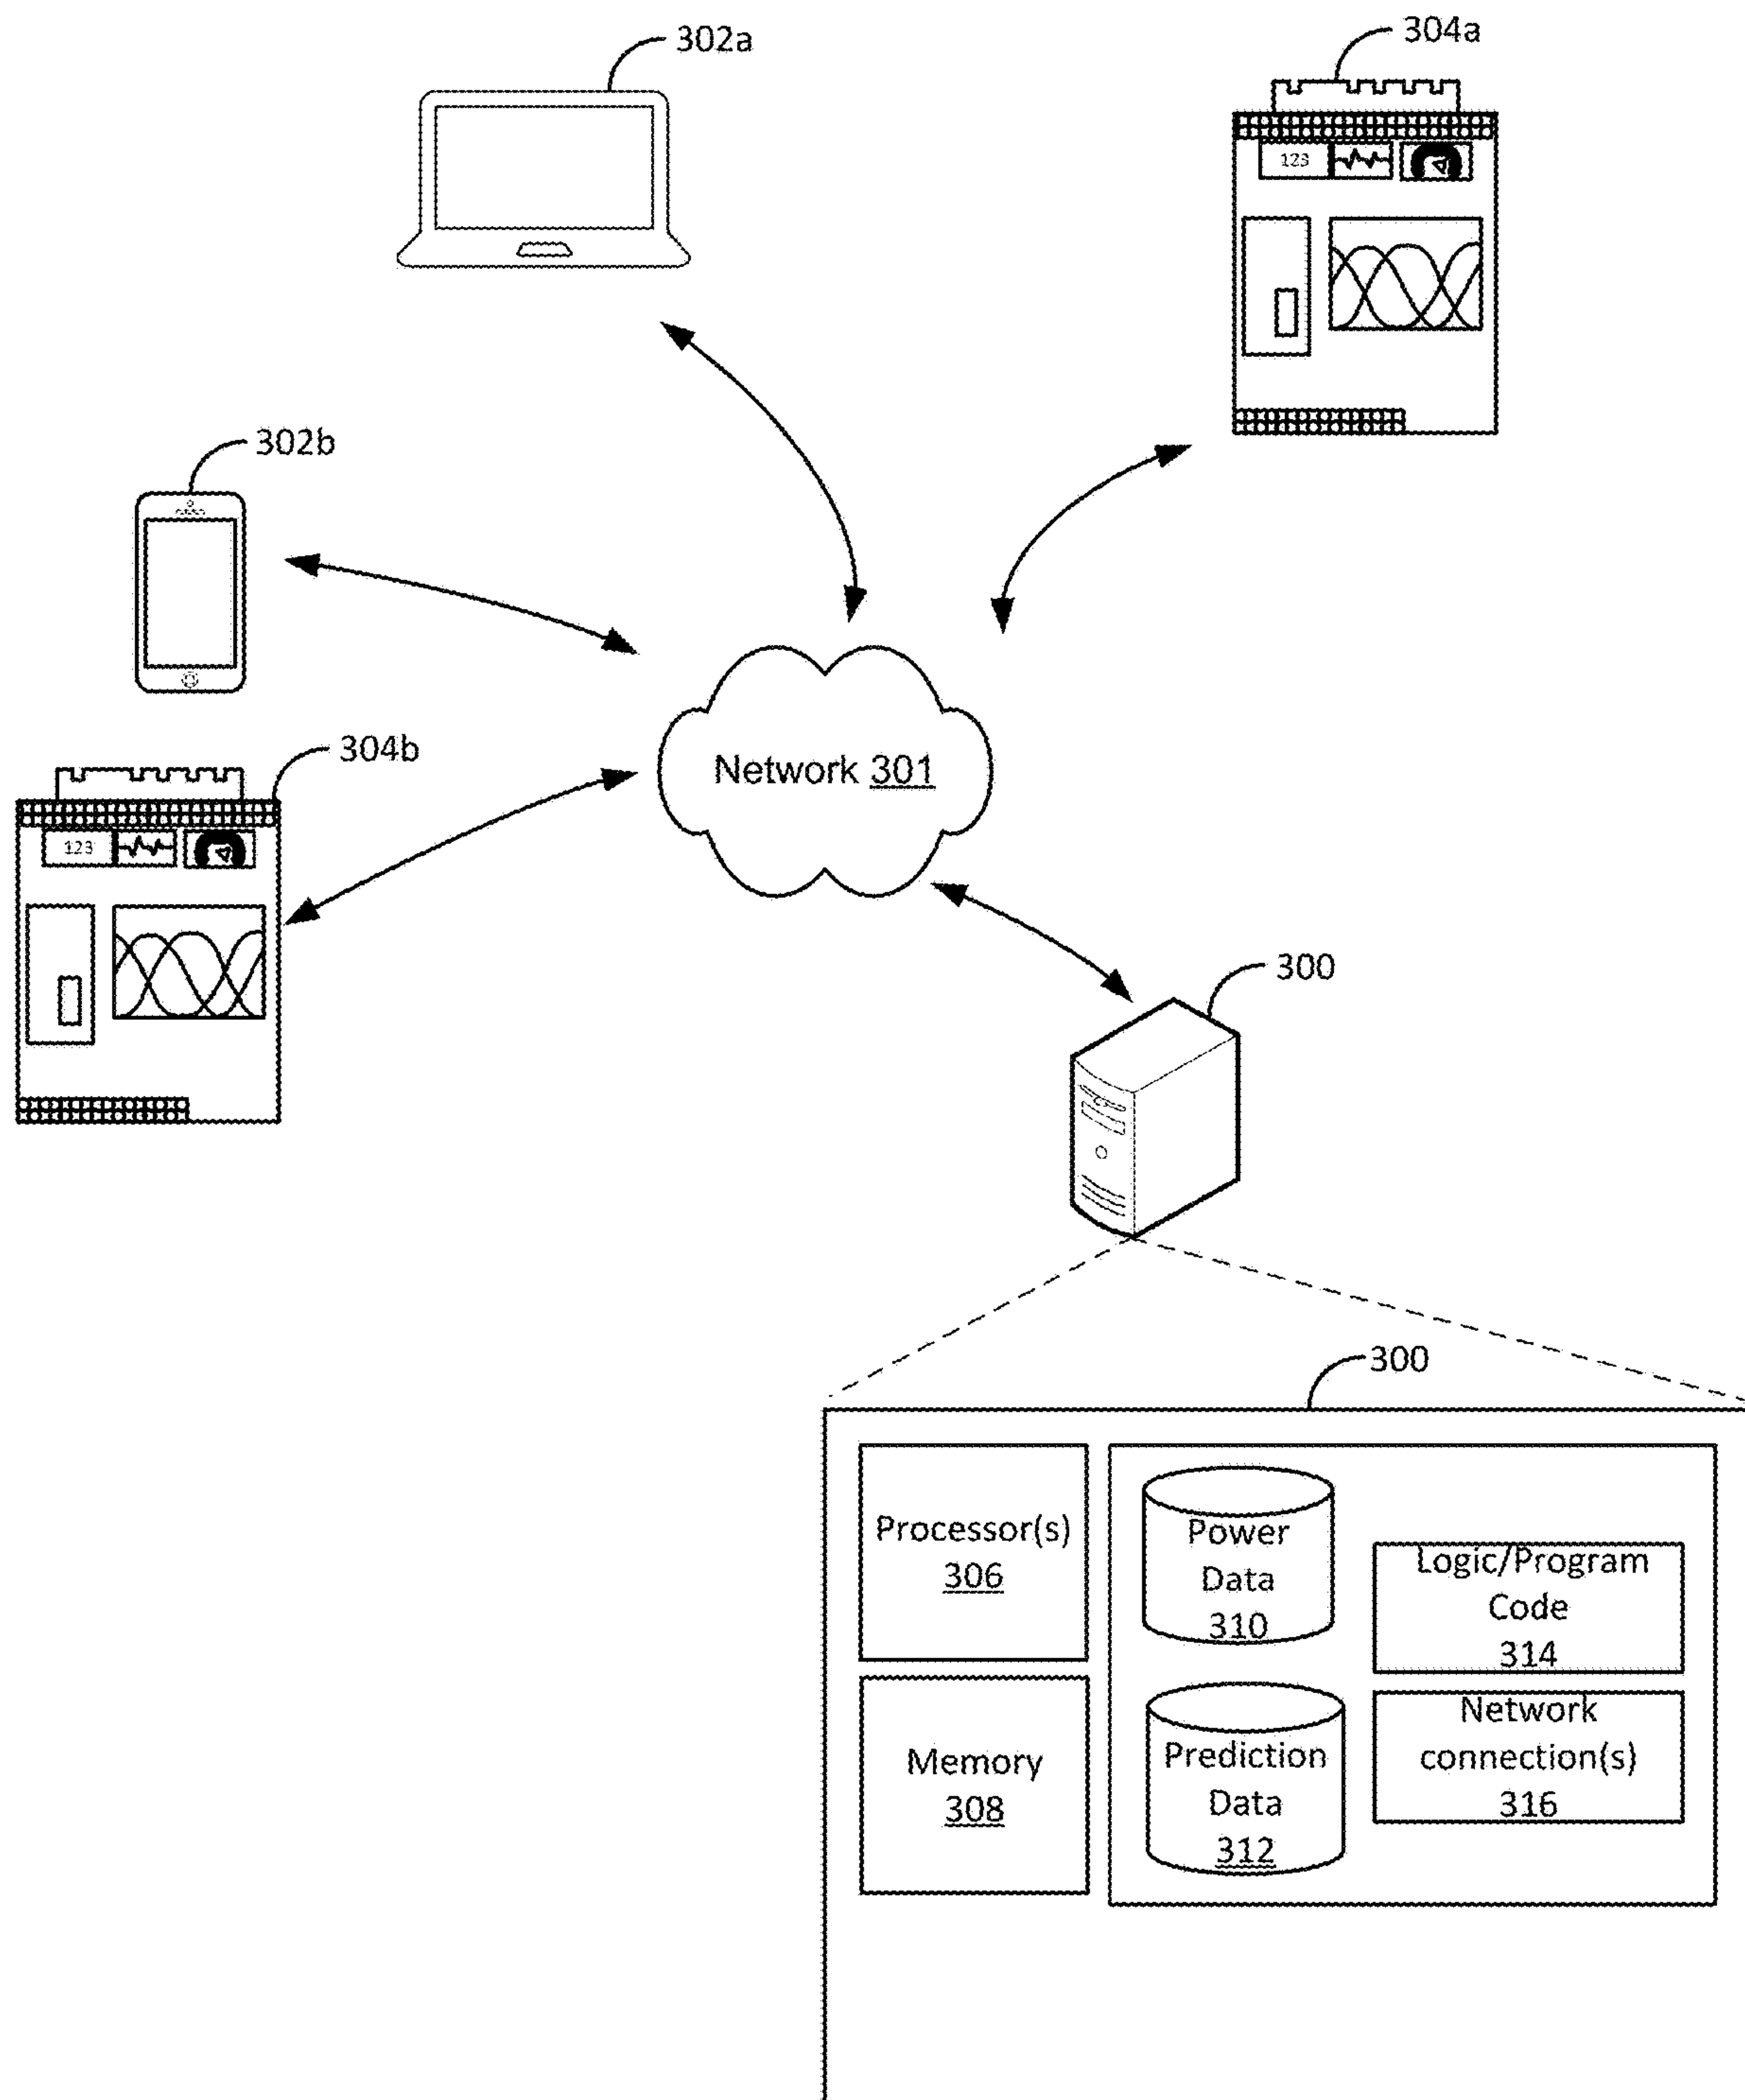 302a
304a
123
302b
304b
Network 301
123
300
300
Processor(s)
306
Power
Data
310
Logic/Program
Code
314
Memory
308
Prediction
Data
312
Network
connection(s)
316